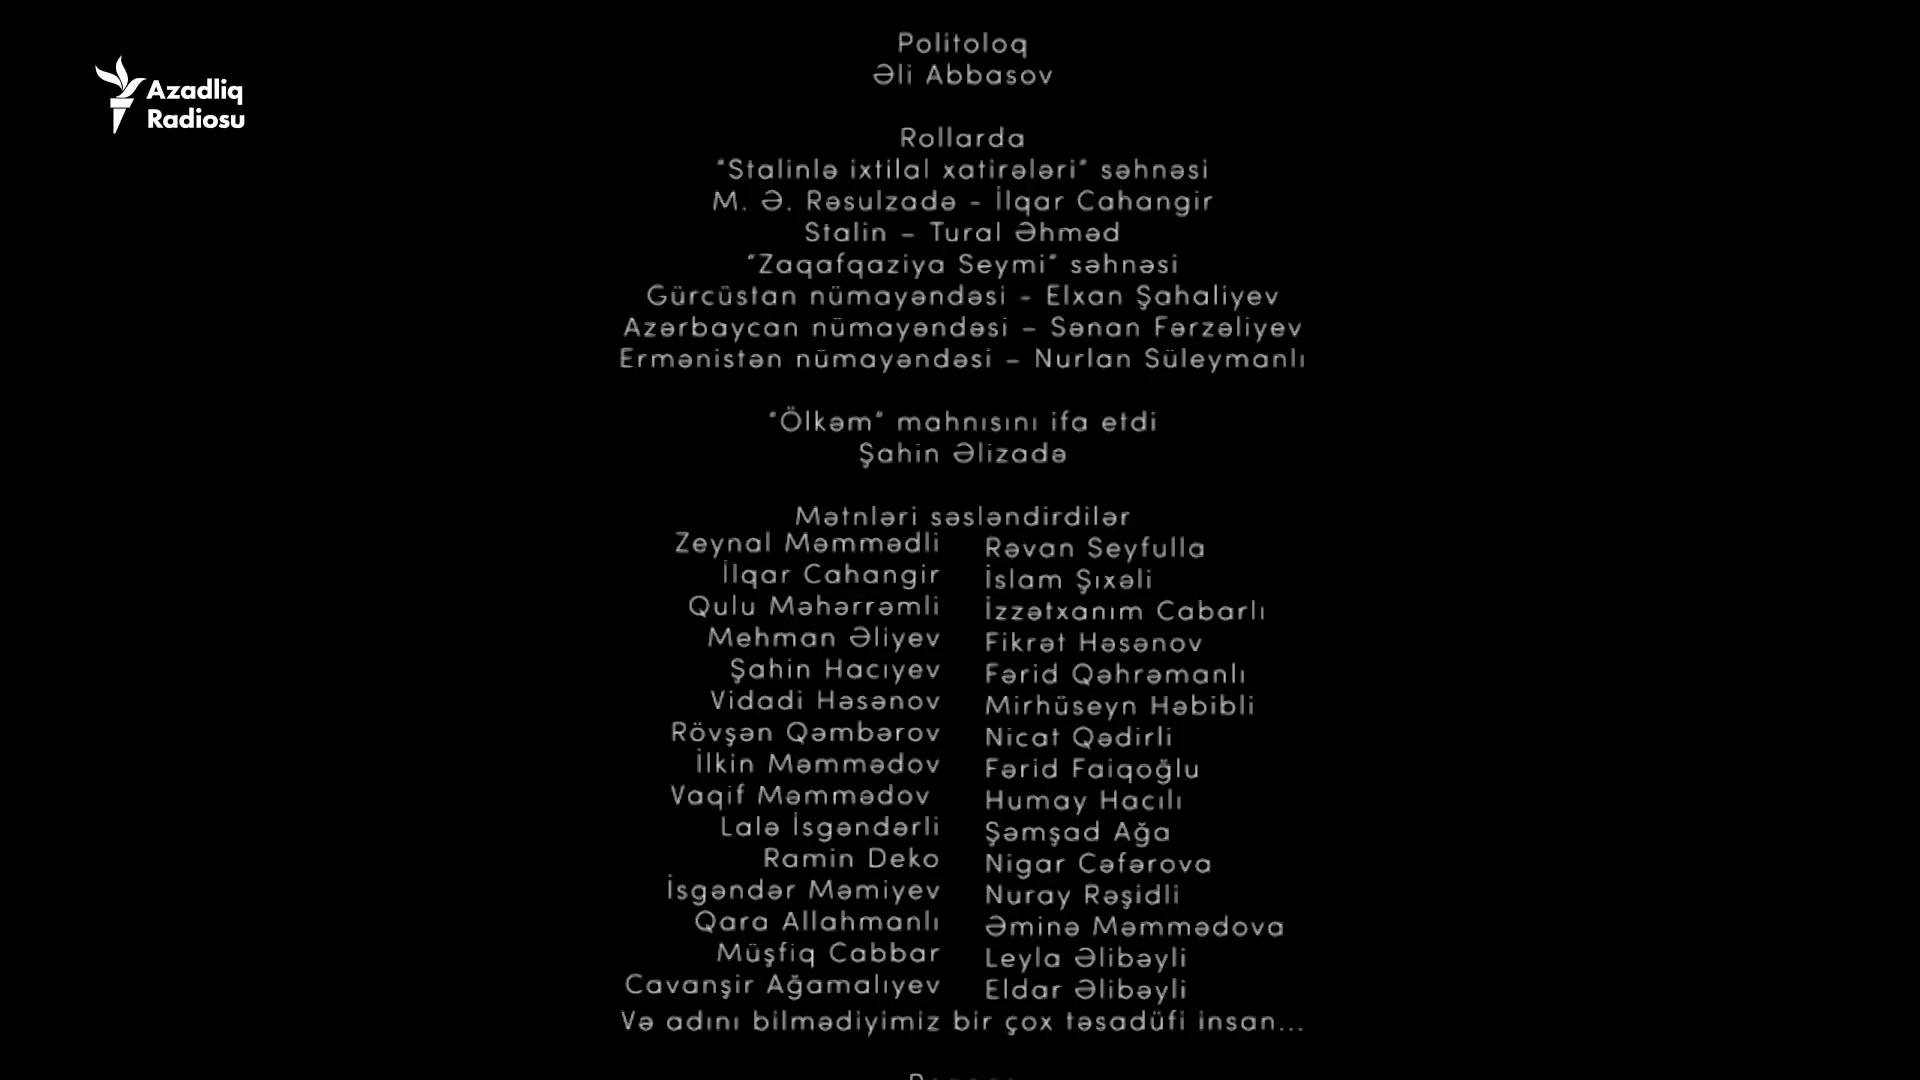 Azadliq
Radiosu
Politoloq
Əli Abbasov
Rollarda
"Stalinlə ixtilal xatirələri" səhnəsi
M. Ə. Rəsulzadə - İlqar Cahangir
Stalin – Tural Əhməd
"Zaqafqaziya Seymi" səhnəsi
Gürcüstan nümayəndəsi - Elxan Şahaliyev
Azərbaycan nümayəndəsi – Sənan Fərzəliyev
Ermənistən nümayəndəsi – Nurlan Süleymanlı
"Ölkəm" mahnısını ifa etdi
Şahin Əlizadə
Mətnləri səsləndirdilər
Zeynal Məmmədli
İlqar Cahangir
Qulu Məhərrəmli
Mehman Əliyev
Şahin Hacıyev
Vidadi Həsənov
Rövşən Qəmbərov
İlkin Məmmədov
Vaqif Məmmədov
Lalə İsgəndərli
Ramin Deko
İsgəndər Məmiyev
Qara Allahmanlı
Müşfiq Cabbar
Cavanşir Ağamalıyev
Rəvan Seyfulla
İslam Şıxəli
İzzətxanım Cabarlı
Fikrət Həsənov
Fərid Qəhrəmanlı
Mirhüseyn Həbibli
Nicat Qədirli
Fərid Faiqoğlu
Humay Hacılı
Şəmşad Ağa
Nigar Cəfərova
Nuray Rəşidli
Əminə Məmmədova
Leyla Əlibəyli
Eldar Əlibəyli
Və adını bilmədiyimiz bir çox təsadüfi insan...